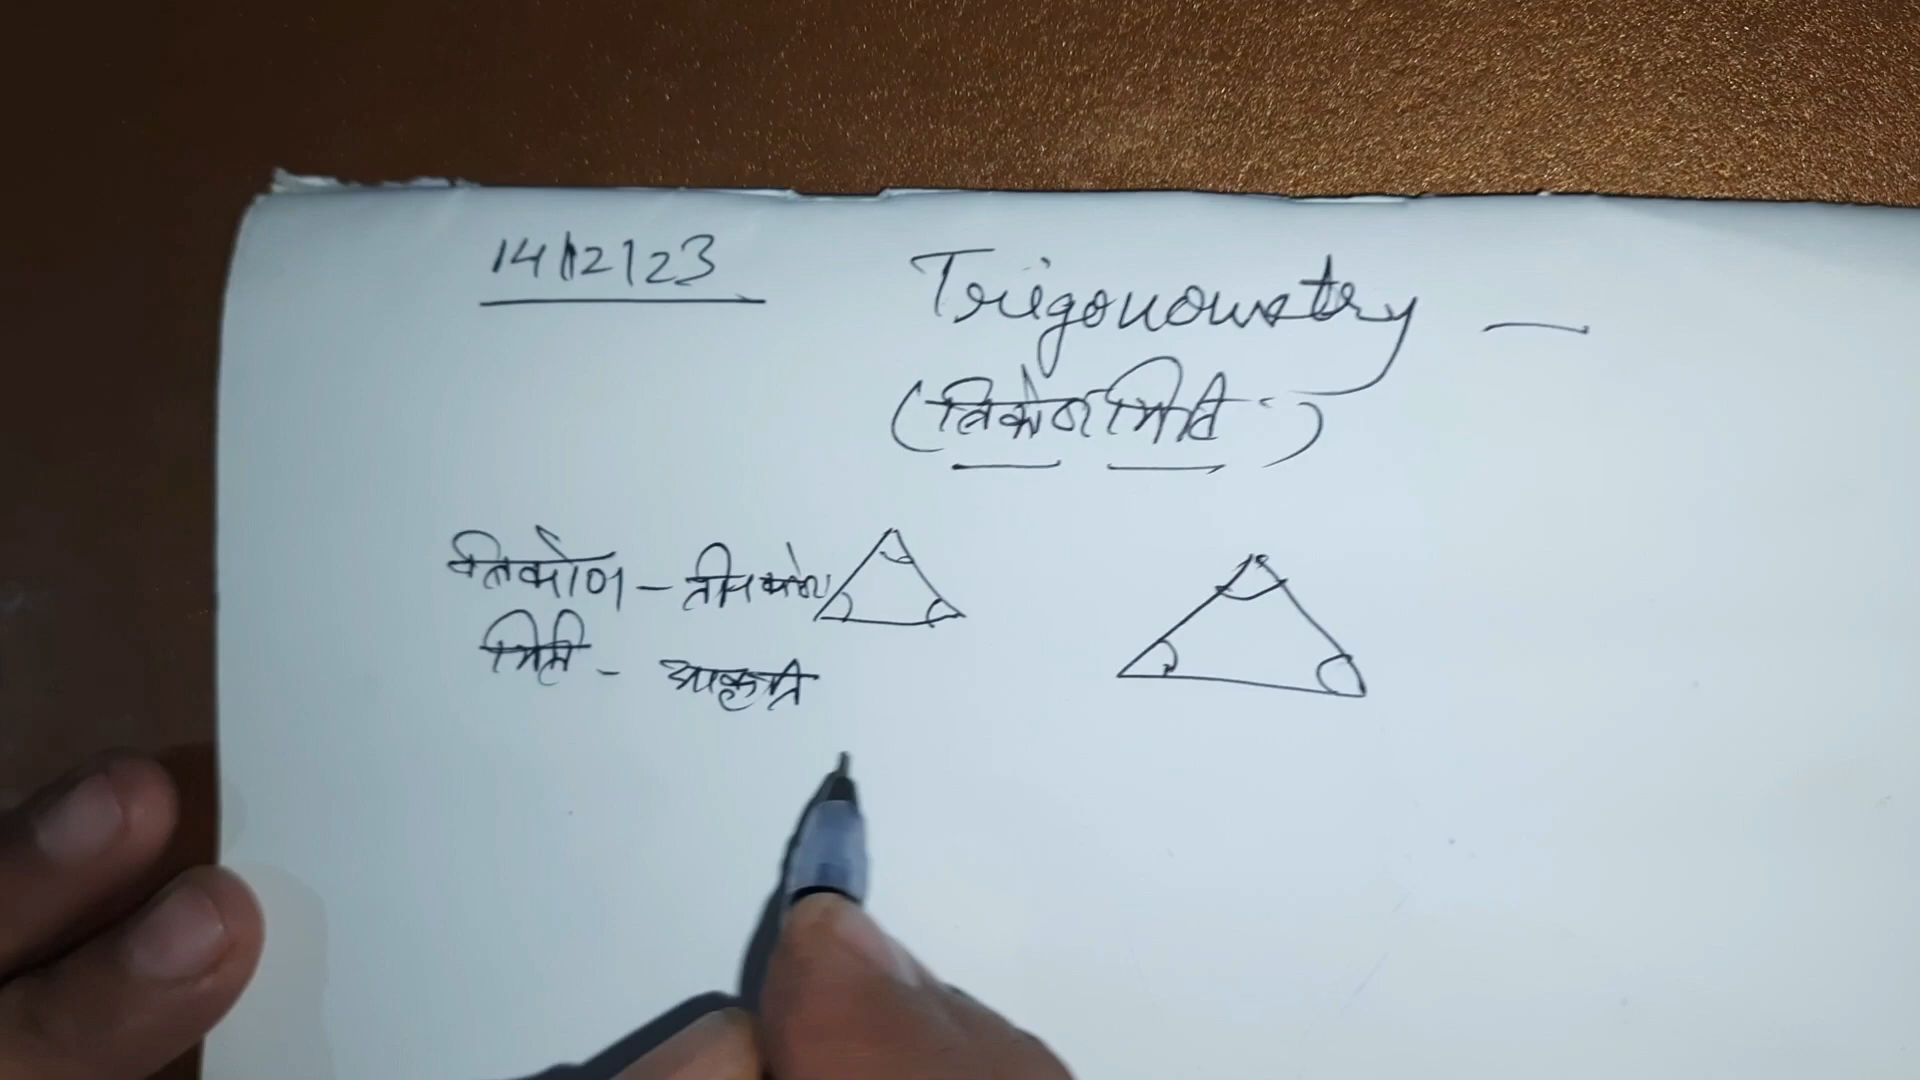 14/12/23
Trigonometry —
(त्रिकोणमिति)
त्रिकोण - तीन कोण
मिती - आकृति